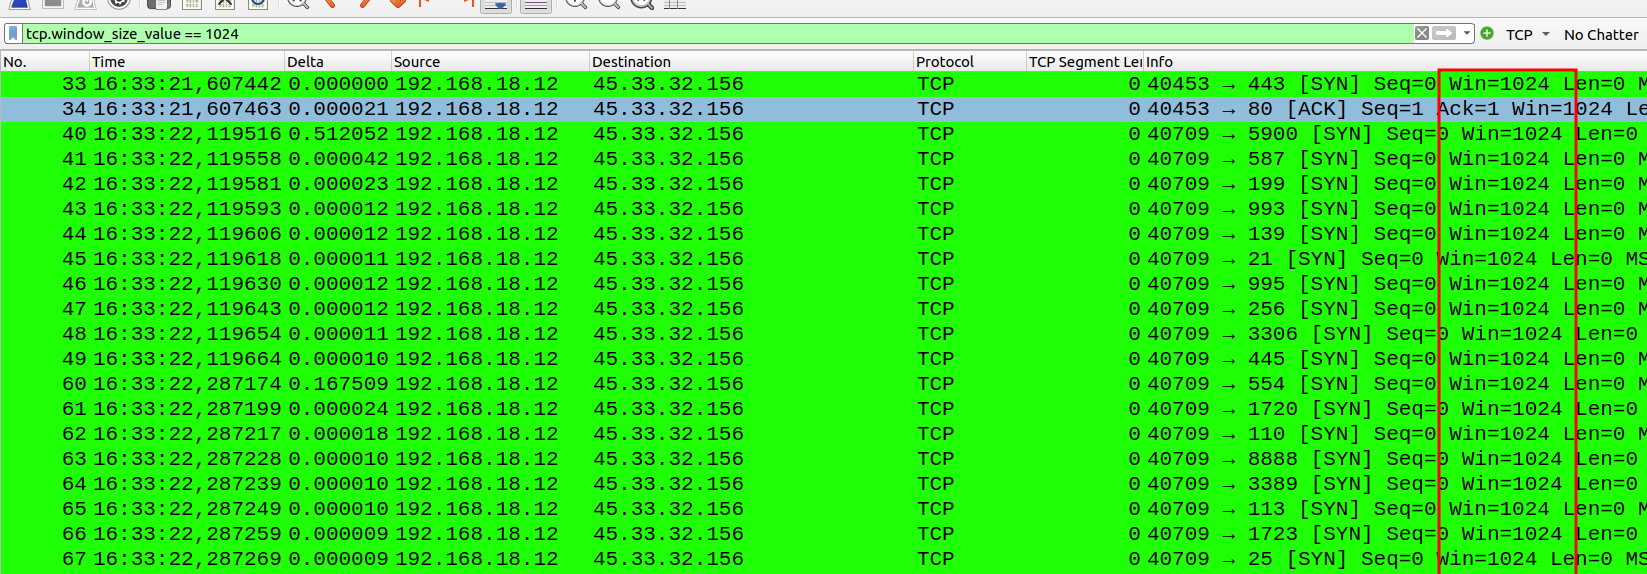 tcp.window_size_value == 1024 TCP No Chatter
No. Time Delta Source Destination Protocol TCP Segment Ler Info
33 16:33:21,607442 0.000000 192.168.18.12 45.33.32.156 TCP 0 40453 → 443 [SYN] Seq=0 Win=1024 Len=0 M
34 16:33:21,607463 0.000021 192.168.18.12 45.33.32.156 TCP 0 40453 → 80 [ACK] Seq=1 Ack=1 Win=1024 Le
40 16:33:22,119516 0.512052 192.168.18.12 45.33.32.156 TCP 0 40709 → 5900 [SYN] Seq=0 Win=1024 Len=0
41 16:33:22,119558 0.000042 192.168.18.12 45.33.32.156 TCP 0 40709 → 587 [SYN] Seq=0 Win=1024 Len=0 M
42 16:33:22,119581 0.000023 192.168.18.12 45.33.32.156 TCP 0 40709 → 199 [SYN] Seq=0 Win=1024 Len=0 M
43 16:33:22,119593 0.000012 192.168.18.12 45.33.32.156 TCP 0 40709 → 993 [SYN] Seq=0 Win=1024 Len=0 M
44 16:33:22,119606 0.000012 192.168.18.12 45.33.32.156 TCP 0 40709 → 139 [SYN] Seq=0 Win=1024 Len=0 M
45 16:33:22,119618 0.000011 192.168.18.12 45.33.32.156 TCP 0 40709 → 21 [SYN] Seq=0 Win=1024 Len=0 MS
46 16:33:22,119630 0.000012 192.168.18.12 45.33.32.156 TCP 0 40709 → 995 [SYN] Seq=0 Win=1024 Len=0 M
47 16:33:22,119643 0.000012 192.168.18.12 45.33.32.156 TCP 0 40709 → 256 [SYN] Seq=0 Win=1024 Len=0 M
48 16:33:22,119654 0.000011 192.168.18.12 45.33.32.156 TCP 0 40709 → 3306 [SYN] Seq=0 Win=1024 Len=0
49 16:33:22,119664 0.000010 192.168.18.12 45.33.32.156 TCP 0 40709 → 445 [SYN] Seq=0 Win=1024 Len=0 M
60 16:33:22,287174 0.167509 192.168.18.12 45.33.32.156 TCP 0 40709 → 554 [SYN] Seq=0 Win=1024 Len=0 M
61 16:33:22,287199 0.000024 192.168.18.12 45.33.32.156 TCP 0 40709 → 1720 [SYN] Seq=0 Win=1024 Len=0
62 16:33:22,287217 0.000018 192.168.18.12 45.33.32.156 TCP 0 40709 → 110 [SYN] Seq=0 Win=1024 Len=0 M
63 16:33:22,287228 0.000010 192.168.18.12 45.33.32.156 TCP 0 40709 → 8888 [SYN] Seq=0 Win=1024 Len=0
64 16:33:22,287239 0.000010 192.168.18.12 45.33.32.156 TCP 0 40709 → 3389 [SYN] Seq=0 Win=1024 Len=0
65 16:33:22,287249 0.000010 192.168.18.12 45.33.32.156 TCP 0 40709 → 113 [SYN] Seq=0 Win=1024 Len=0 M
66 16:33:22,287259 0.000009 192.168.18.12 45.33.32.156 TCP 0 40709 → 1723 [SYN] Seq=0 Win=1024 Len=0
67 16:33:22,287269 0.000009 192.168.18.12 45.33.32.156 TCP 0 40709 → 25 [SYN] Seq=0 Win=1024 Len=0 MS